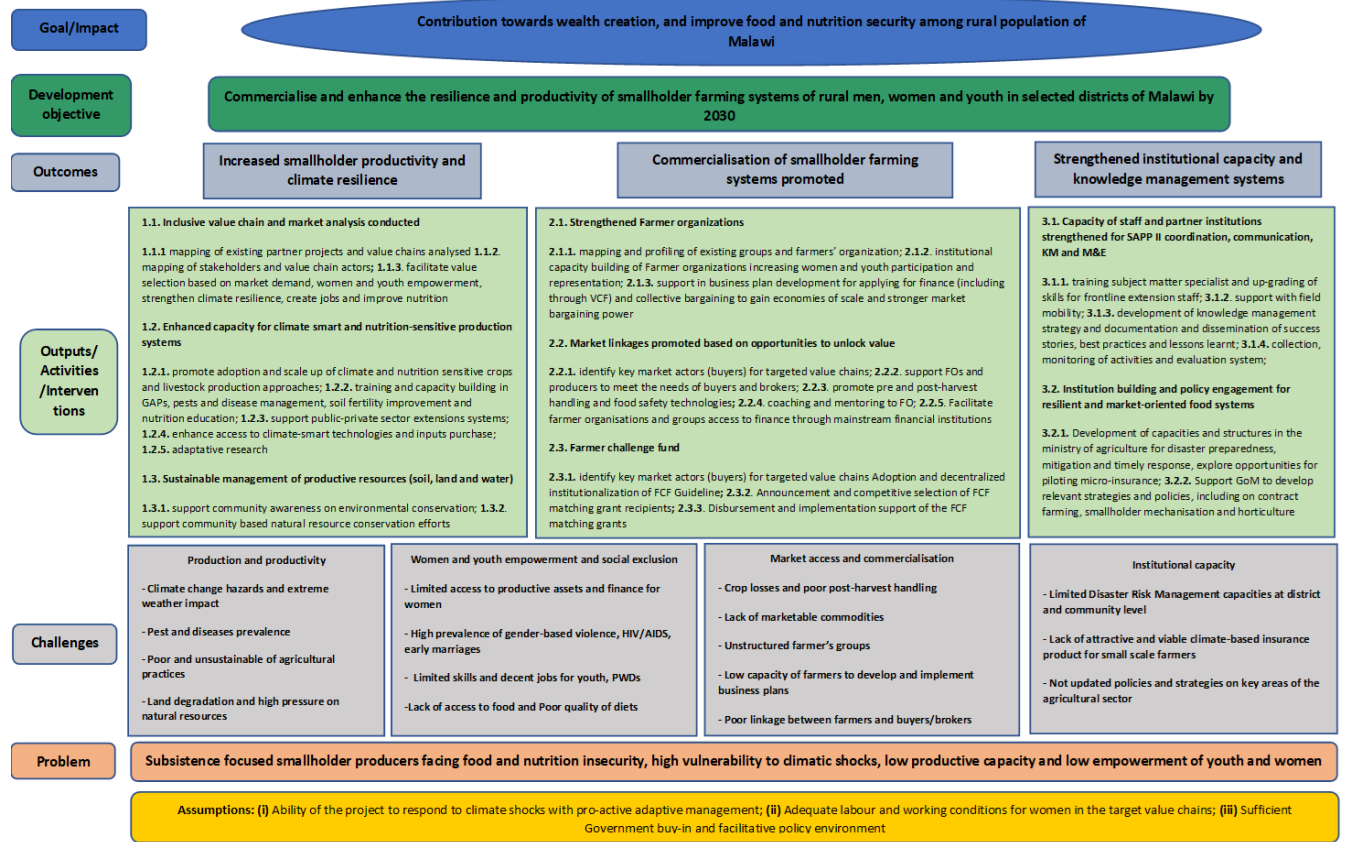 Goal/Impact
Contribution towards wealth creation, and improve food and nutrition security among rural population of
Malawi
Development
objective
Commercialise and enhance the resilience and productivity of smallholder farming systems of rural men, women and youth in selected districts of Malawi by
2030
Outcomes
Increased smallholder productivity and
climate resilience
Commercialisation of smallholder farming
systems promoted
Strengthened institutional capacity and
knowledge management systems
Outputs/
Activities
/Interven
tions
1.1. Inclusive value chain and market analysis conducted
1.1.1 mapping of existing partner projects and value chains analysed 1.1.2.
mapping of stakeholders and value chain actors; 1.1.3. facilitate value
selection based on market demand, women and youth empowerment,
strengthen climate resilience, create jobs and improve nutrition
1.2. Enhanced capacity for climate smart and nutrition-sensitive production
systems
1.2.1. promote adoption and scale up of climate and nutrition sensitive crops
and livestock production approaches; 1.2.2. training and capacity building in
GAPs, pests and disease management, soil fertility improvement and
nutrition education; 1.2.3. support public-private sector extensions systems;
1.2.4. enhance access to climate-smart technologies and inputs purchase;
1.2.5. adaptative research
1.3. Sustainable management of productive resources (soil, land and water)
1.3.1. support community awareness on environmental conservation; 1.3.2.
support community based natural resource conservation efforts
2.1. Strengthened Farmer organizations
2.1.1. mapping and profiling of existing groups and farmers' organization; 2.1.2. institutional
capacity building of Farmer organizations increasing women and youth participation and
representation; 2.1.3. support in business plan development for applying for finance (including
through VCF) and collective bargaining to gain economies of scale and stronger market
bargaining power
2.2. Market linkages promoted based on opportunities to unlock value
2.2.1. identify key market actors (buyers) for targeted value chains; 2.2.2. support FOs and
producers to meet the needs of buyers and brokers; 2.2.3. promote pre and post-harvest
handling and food safety technologies; 2.2.4. coaching and mentoring to FO; 2.2.5. Facilitate
farmer organisations and groups access to finance through mainstream financial institutions
2.3. Farmer challenge fund
2.3.1. identify key market actors (buyers) for targeted value chains Adoption and decentralized
institutionalization of FCF Guideline; 2.3.2. Announcement and competitive selection of FCF
matching grant recipients; 2.3.3. Disbursement and implementation support of the FCF
matching grants
3.1. Capacity of staff and partner institutions
strengthened for SAPP II coordination, communication,
KM and M&E
3.1.1. training subject matter specialist and up-grading of
skills for frontline extension staff; 3.1.2. support with field
mobility; 3.1.3. development of knowledge management
strategy and documentation and dissemination of success
stories, best practices and lessons learnt; 3.1.4. collection,
monitoring of activities and evaluation system;
3.2. Institution building and policy engagement for
resilient and market-oriented food systems
3.2.1. Development of capacities and structures in the
ministry of agriculture for disaster preparedness,
mitigation and timely response, explore opportunities for
piloting micro-insurance; 3.2.2. Support GoM to develop
relevant strategies and policies, including on contract
farming, smallholder mechanisation and horticulture
Challenges
Production and productivity
- Climate change hazards and extreme
weather impact
- Pest and diseases prevalence
- Poor and unsustainable of agricultural
practices
- Land degradation and high pressure on
natural resources
Women and youth empowerment and social exclusion
- Limited access to productive assets and finance for
women
- High prevalence of gender-based violence, HIV/AIDS,
early marriages
- Limited skills and decent jobs for youth, PWDs
-Lack of access to food and Poor quality of diets
Market access and commercialisation
- Crop losses and poor post-harvest handling
- Lack of marketable commodities
- Unstructured farmer's groups
- Low capacity of farmers to develop and implement
business plans
- Poor linkage between farmers and buyers/brokers
Institutional capacity
- Limited Disaster Risk Management capacities at district
and community level
- Lack of attractive and viable climate-based insurance
product for small scale farmers
- Not updated policies and strategies on key areas of the
agricultural sector
Problem
Subsistence focused smallholder producers facing food and nutrition insecurity, high vulnerability to climatic shocks, low productive capacity and low empowerment of youth and women
Assumptions: (i) Ability of the project to respond to climate shocks with pro-active adaptive management; (ii) Adequate labour and working conditions for women in the target value chains; (iii) Sufficient
Government buy-in and facilitative policy environment